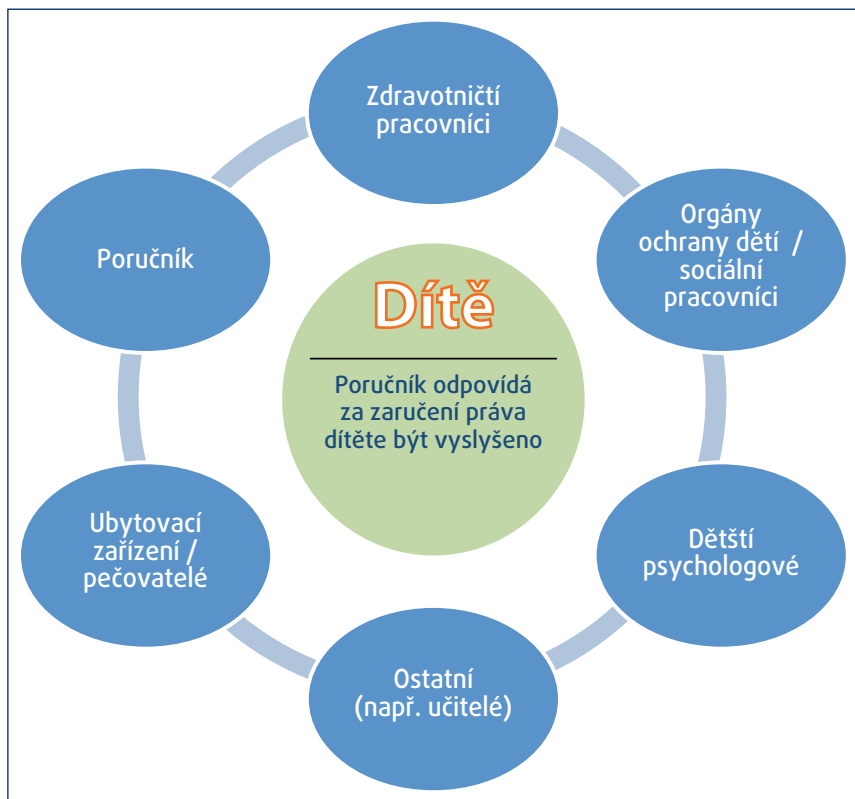 Zdravotničtí
pracovníci
Orgány
ochrany dětí /
sociální
pracovníci
Poručník
Dítě
Poručník odpovídá
za zaručení práva
dítěte být vyslyšeno
Ubytovací
zařízení /
pečovatelé
Dětští
psychologové
Ostatní
(např. učitelé)